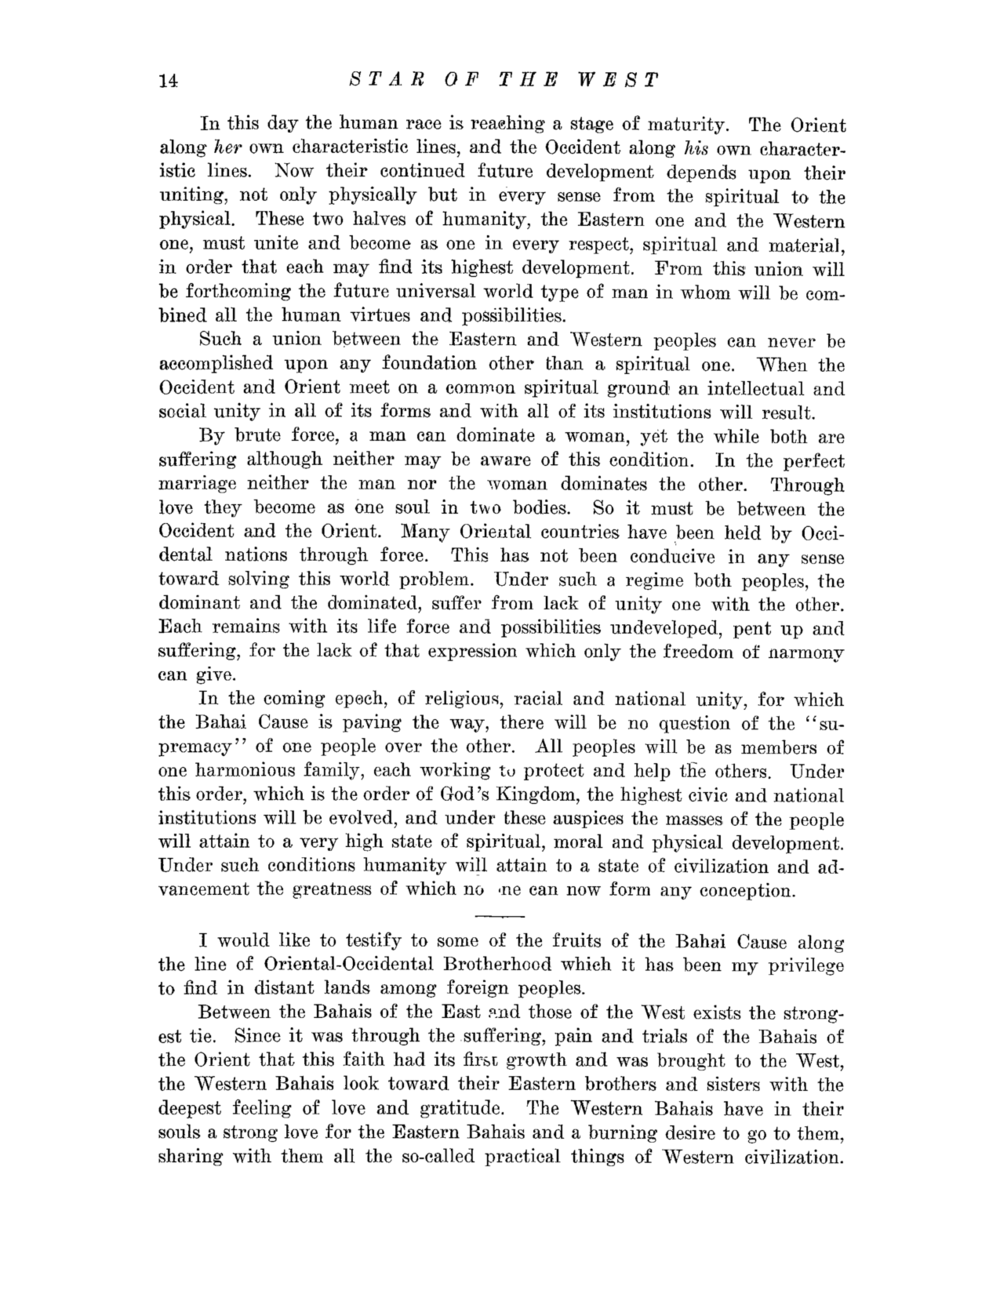 14 STAR OF THE WEST
In this day the human race is reaching a stage of maturity. The Orient
along her own characteristic lines, and the Occident along his own character-
istic lines. Now their continued future development depends upon their
uniting, not only physically but in every sense from the spiritual to the
physical. These two halves of humanity, the Eastern one and the Western
one, must unite and become as one in every respect, spiritual and material,
in order that each may find its highest development. From this union will
be forthcoming the future universal world type of man in whom will be com-
bined all the human virtues and possibilities.
Such a union between the Eastern and Western peoples can never be
accomplished upon any foundation other than a spiritual one. When the
Occident and Orient meet on a common spiritual ground an intellectual and
social unity in all of its forms and with all of its institutions will result.
By brute force, a man can dominate a woman, yet the while both are
suffering although neither may be aware of this condition. In the perfect
marriage neither the man nor the woman dominates the other. Through
love they become as one soul in two bodies. So it must be between the
Occident and the Orient. Many Oriental countries have been held by Occi-
dental nations through force. This has not been conducive in any sense
toward solving this world problem. Under such a regime both peoples, the
dominant and the dominated, suffer from lack of unity one with the other.
Each remains with its life force and possibilities undeveloped, pent up and
suffering, for the lack of that expression which only the freedom of harmony
can give.
In the coming epoch, of religious, racial and national unity, for which
the Bahai Cause is paving the way, there will be no question of the “su-
premacy” of one people over the other. All peoples will be as members of
one harmonious family, each working to protect and help the others. Under
this order, which is the order of God's Kingdom, the highest civic and national
institutions will be evolved, and under these auspices the masses of the people
will attain to a very high state of spiritual, moral and physical development.
Under such conditions humanity will attain to a state of civilization and ad-
vancement the greatness of which no one can now form any conception.
I would like to testify to some of the fruits of the Bahai Cause along
the line of Oriental-Occidental Brotherhood which it has been my privilege
to find in distant lands among foreign peoples.
Between the Bahais of the East and those of the West exists the strong-
est tie. Since it was through the suffering, pain and trials of the Bahais of
the Orient that this faith had its first growth and was brought to the West,
the Western Bahais look toward their Eastern brothers and sisters with the
deepest feeling of love and gratitude. The Western Bahais have in their
souls a strong love for the Eastern Bahais and a burning desire to go to them,
sharing with them all the so-called practical things of Western civilization.